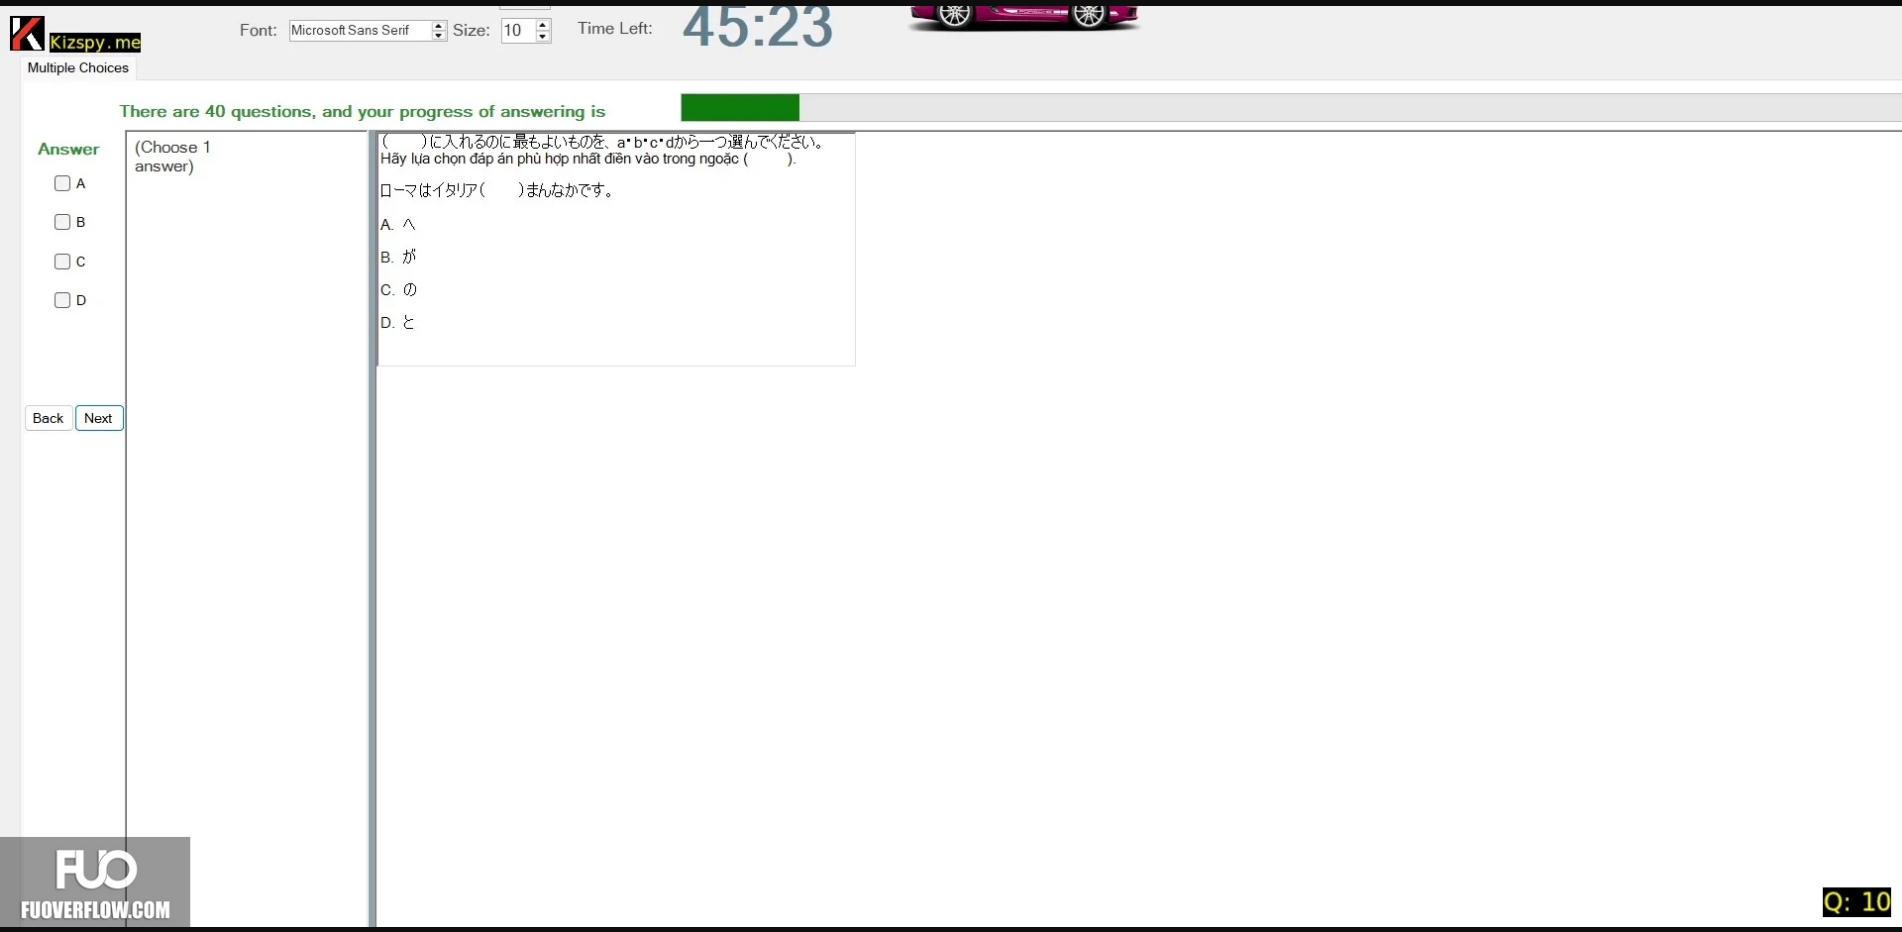 Kizspy.me
Font: Microsoft Sans Serif Size: 10 Time Left: 45:23
Multiple Choices
There are 40 questions, and your progress of answering is
Answer
A
B
C
D
Back Next
(Choose 1
answer)
(　　)に入れるのに最もよいものを、a・b・c・dから一つ選んでください。
Hãy lựa chọn đáp án phù hợp nhất điền vào trong ngoặc (　　).
ローマはイタリア(　　)まんなかです。
A. へ
B. が
C. の
D. と
FUO
FUOVERFLOW.COM
Q: 10